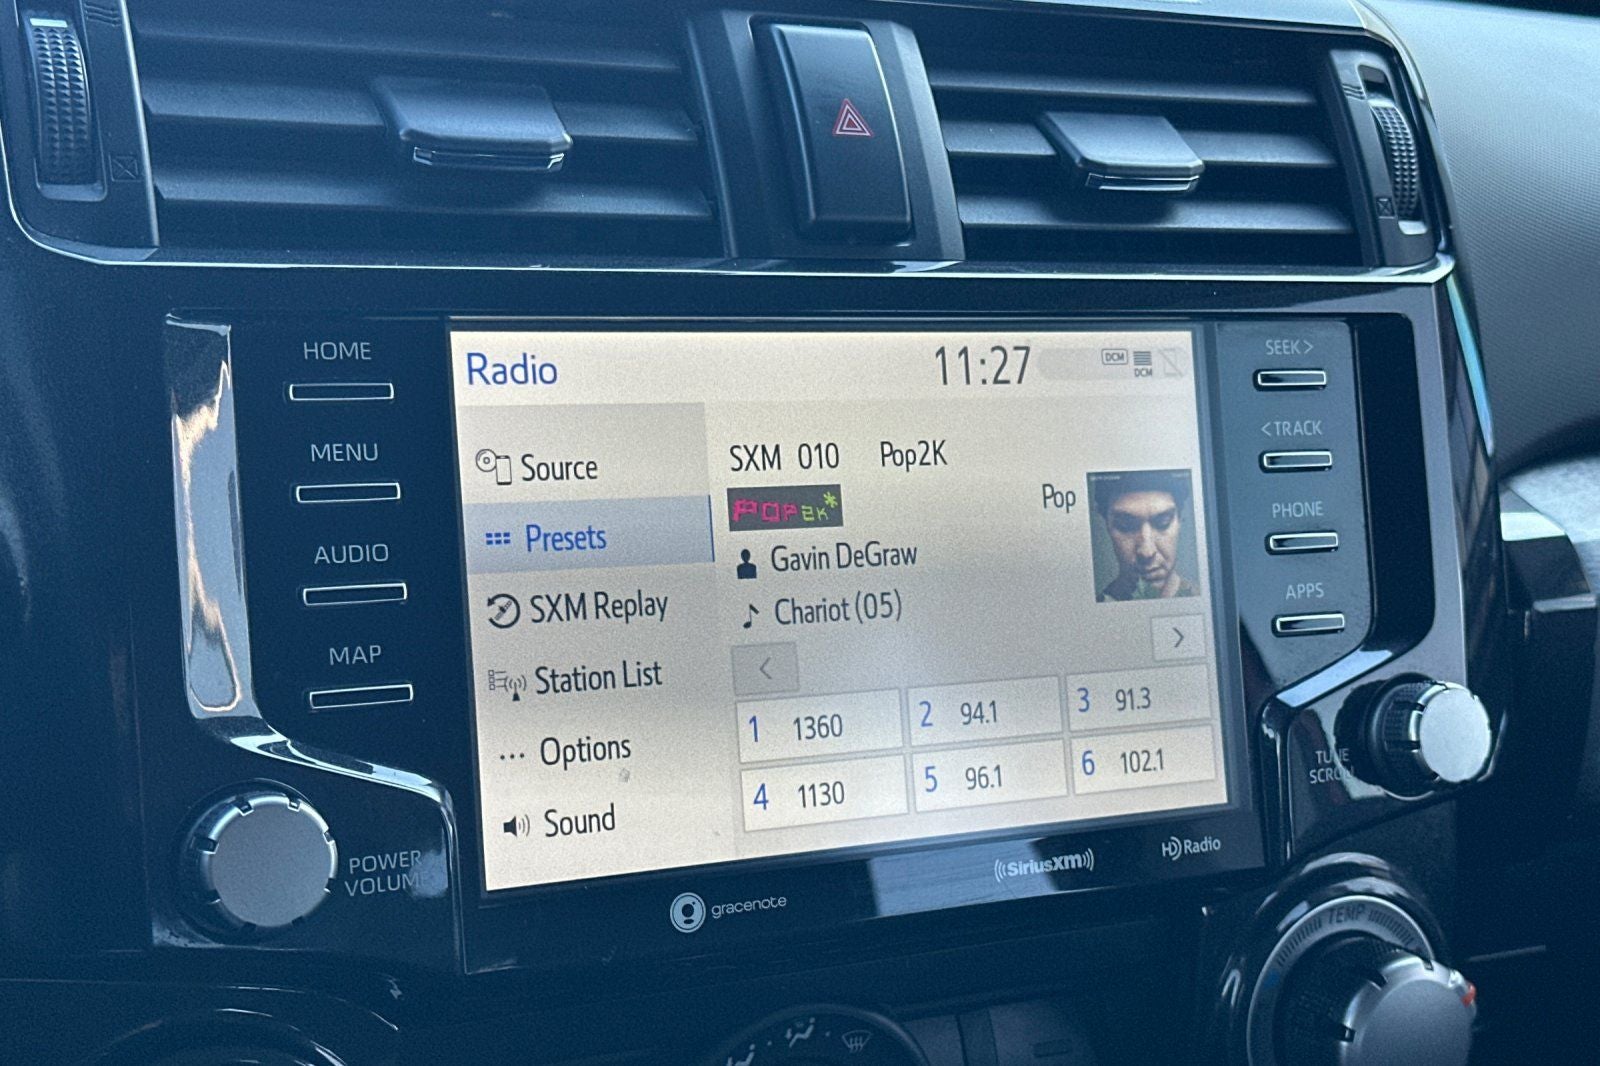 HOME
MENU
AUDIO
MAP
POWER
VOLUME
Radio
11:27
DCM
DCM
Source
Presets
SXM Replay
Station List
... Options
Sound
SXM 010 Pop2K
POP2K*
Pop
Gavin DeGraw
Chariot (05)
<
>
1 1360
2 94.1
3 91.3
4 1130
5 96.1
6 102.1
gracenote
((SiriusXM))
HD Radio
SEEK >
< TRACK
PHONE
APPS
TUNE
SCROLL
TEMP